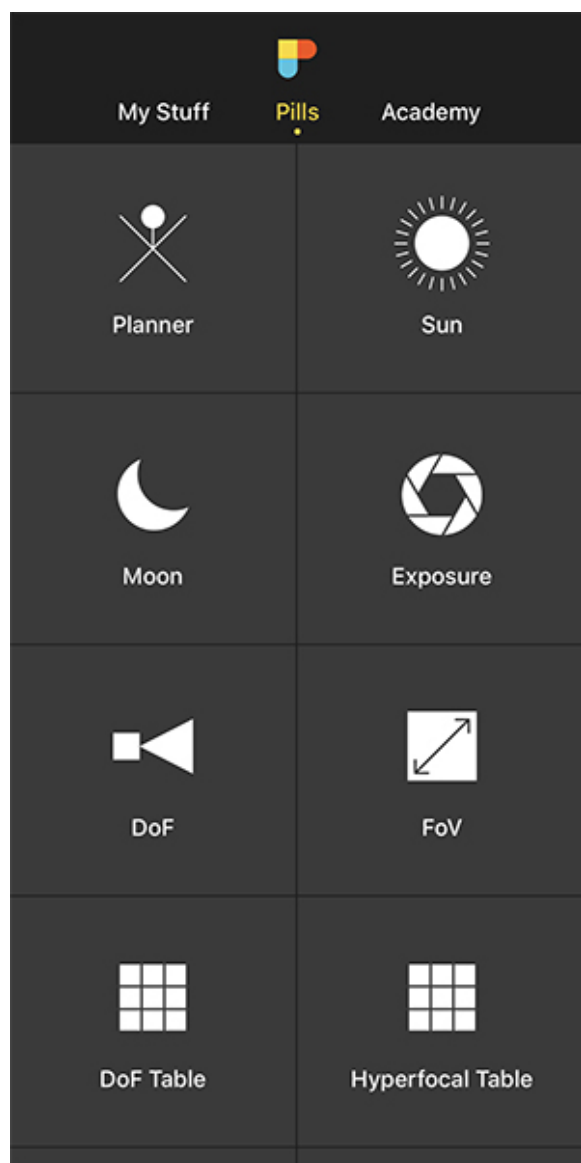 My Stuff Pills Academy
Planner Sun
Moon Exposure
DoF FoV
DoF Table Hyperfocal Table